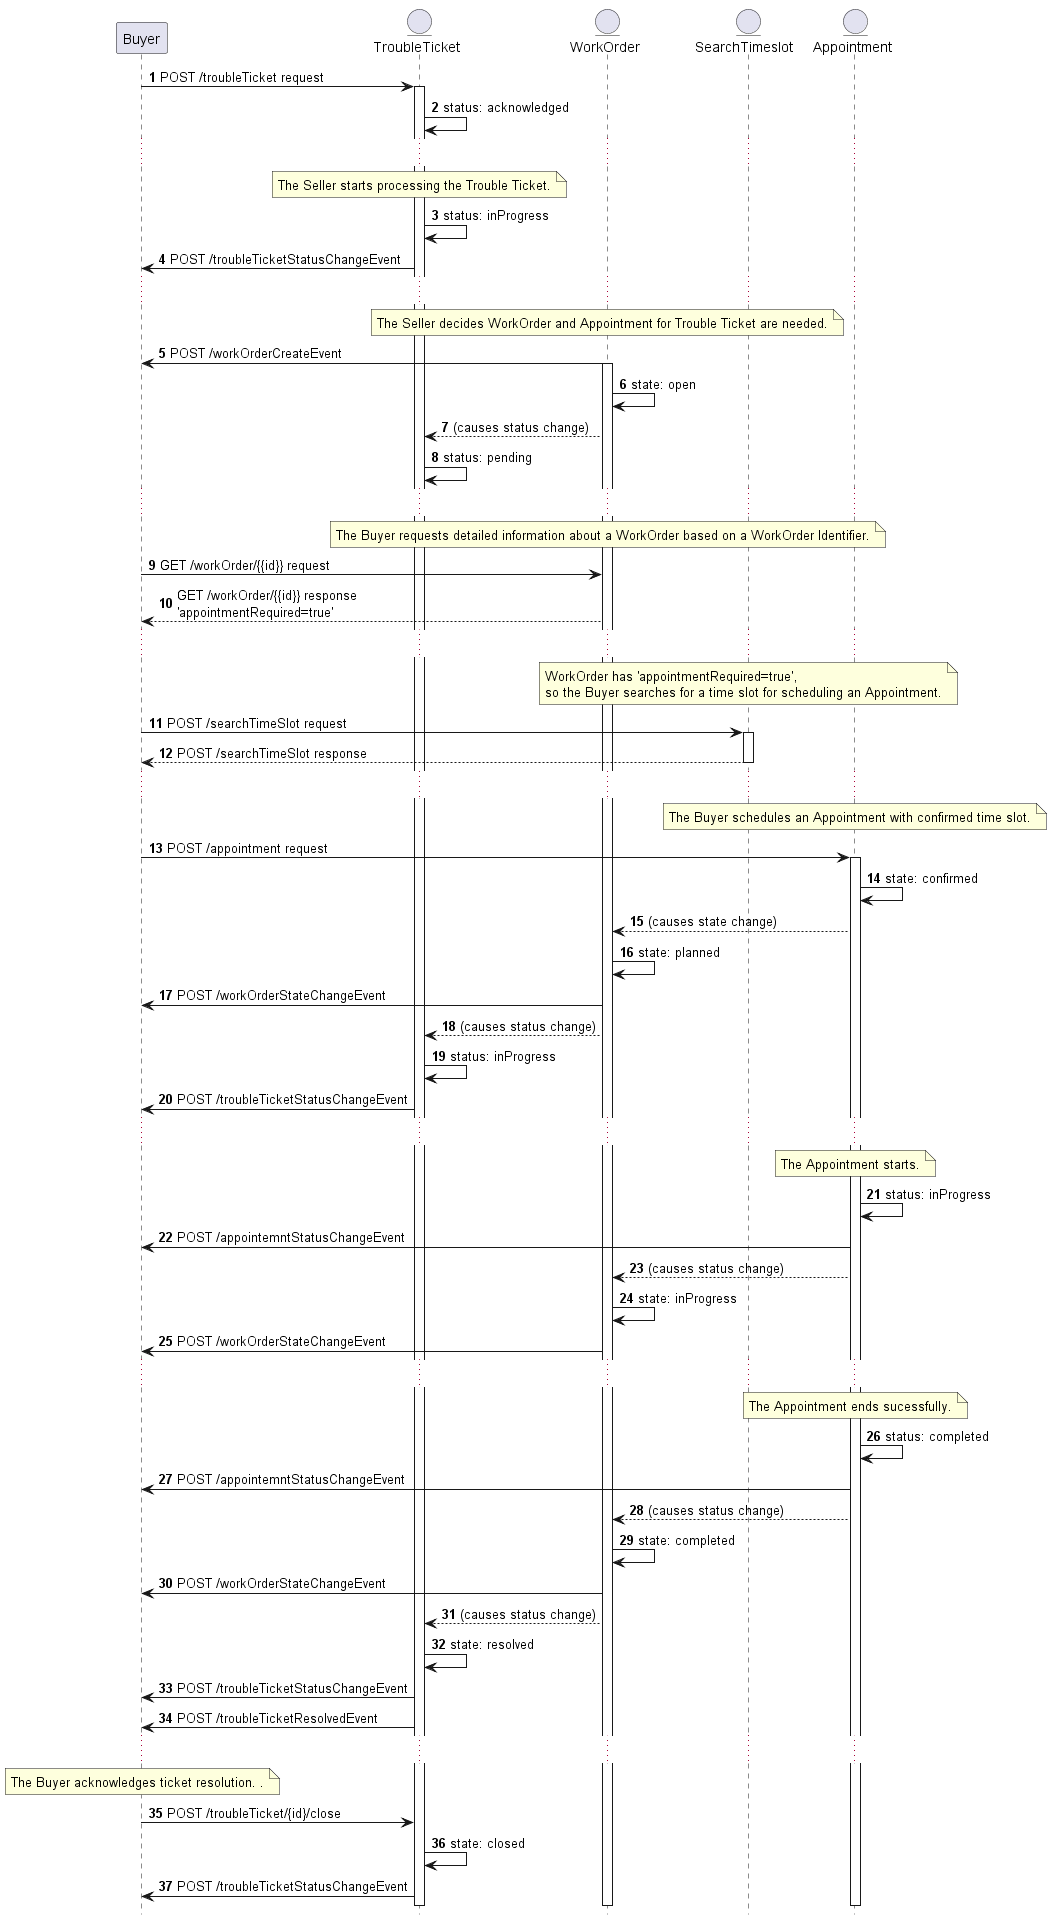 Buyer
TroubleTicket
WorkOrder
SearchTimeslot
Appointment
1 POST /troubleTicket request
2 status: acknowledged
The Seller starts processing the Trouble Ticket.
3 status: inProgress
4 POST /troubleTicketStatusChangeEvent
The Seller decides WorkOrder and Appointment for Trouble Ticket are needed.
5 POST /workOrderCreateEvent
6 state: open
7 (causes status change)
8 status: pending
The Buyer requests detailed information about a WorkOrder based on a WorkOrder Identifier.
9 GET /workOrder/{{id}} request
10 GET /workOrder/{{id}} response
'appointmentRequired=true'
WorkOrder has 'appointmentRequired=true',
so the Buyer searches for a time slot for scheduling an Appointment.
11 POST /searchTimeSlot request
12 POST /searchTimeSlot response
The Buyer schedules an Appointment with confirmed time slot.
13 POST /appointment request
14 state: confirmed
15 (causes state change)
16 state: planned
17 POST /workOrderStateChangeEvent
18 (causes status change)
19 status: inProgress
20 POST /troubleTicketStatusChangeEvent
The Appointment starts.
21 status: inProgress
22 POST /appointemntStatusChangeEvent
23 (causes status change)
24 state: inProgress
25 POST /workOrderStateChangeEvent
The Appointment ends sucessfully.
26 status: completed
27 POST /appointemntStatusChangeEvent
28 (causes status change)
29 state: completed
30 POST /workOrderStateChangeEvent
31 (causes status change)
32 state: resolved
33 POST /troubleTicketStatusChangeEvent
34 POST /troubleTicketResolvedEvent
The Buyer acknowledges ticket resolution. .
35 POST /troubleTicket/{id}/close
36 state: closed
37 POST /troubleTicketStatusChangeEvent